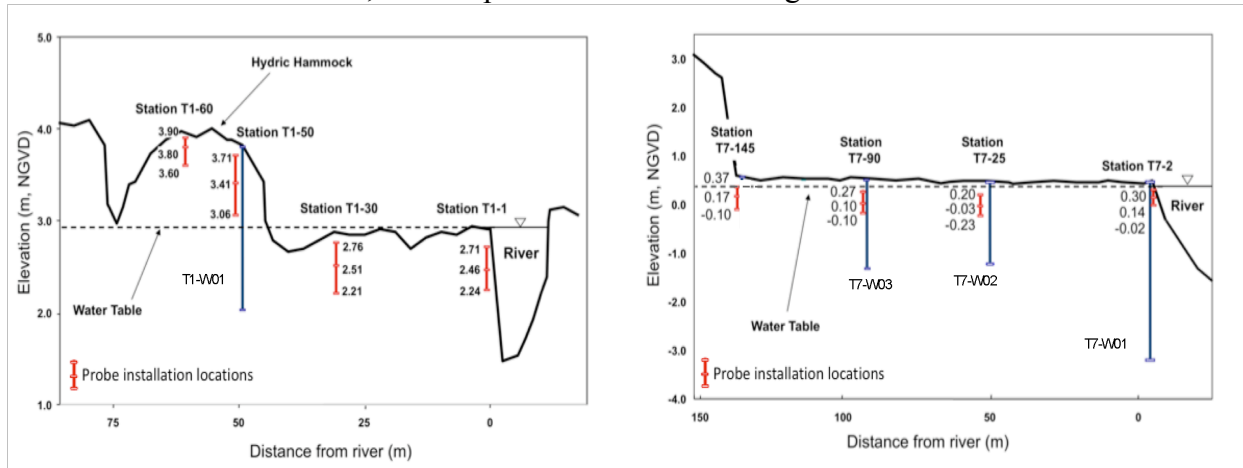 5.0
4.0
3.0
2.0
1.0
Elevation (m, NGVD)
Hydric Hammock
Station T1-60
3.90
3.80
3.60
Station T1-50
3.71
3.41
3.06
Station T1-30
2.76
2.51
2.21
Station T1-1
2.71
2.46
2.24
River
T1-W01
Water Table
Probe installation locations
75
50
25
0
Distance from river (m)
3.0
2.0
1.0
0.0
-1.0
-2.0
-3.0
-4.0
Elevation (m, NGVD)
Station
T7-145
0.37
0.17
-0.10
Station
T7-90
0.27
0.10
-0.10
Station
T7-25
0.20
-0.03
-0.23
Station T7-2
0.30
0.14
-0.02
River
T7-W03
T7-W02
Water Table
T7-W01
Probe installation locations
150
100
50
0
Distance from river (m)